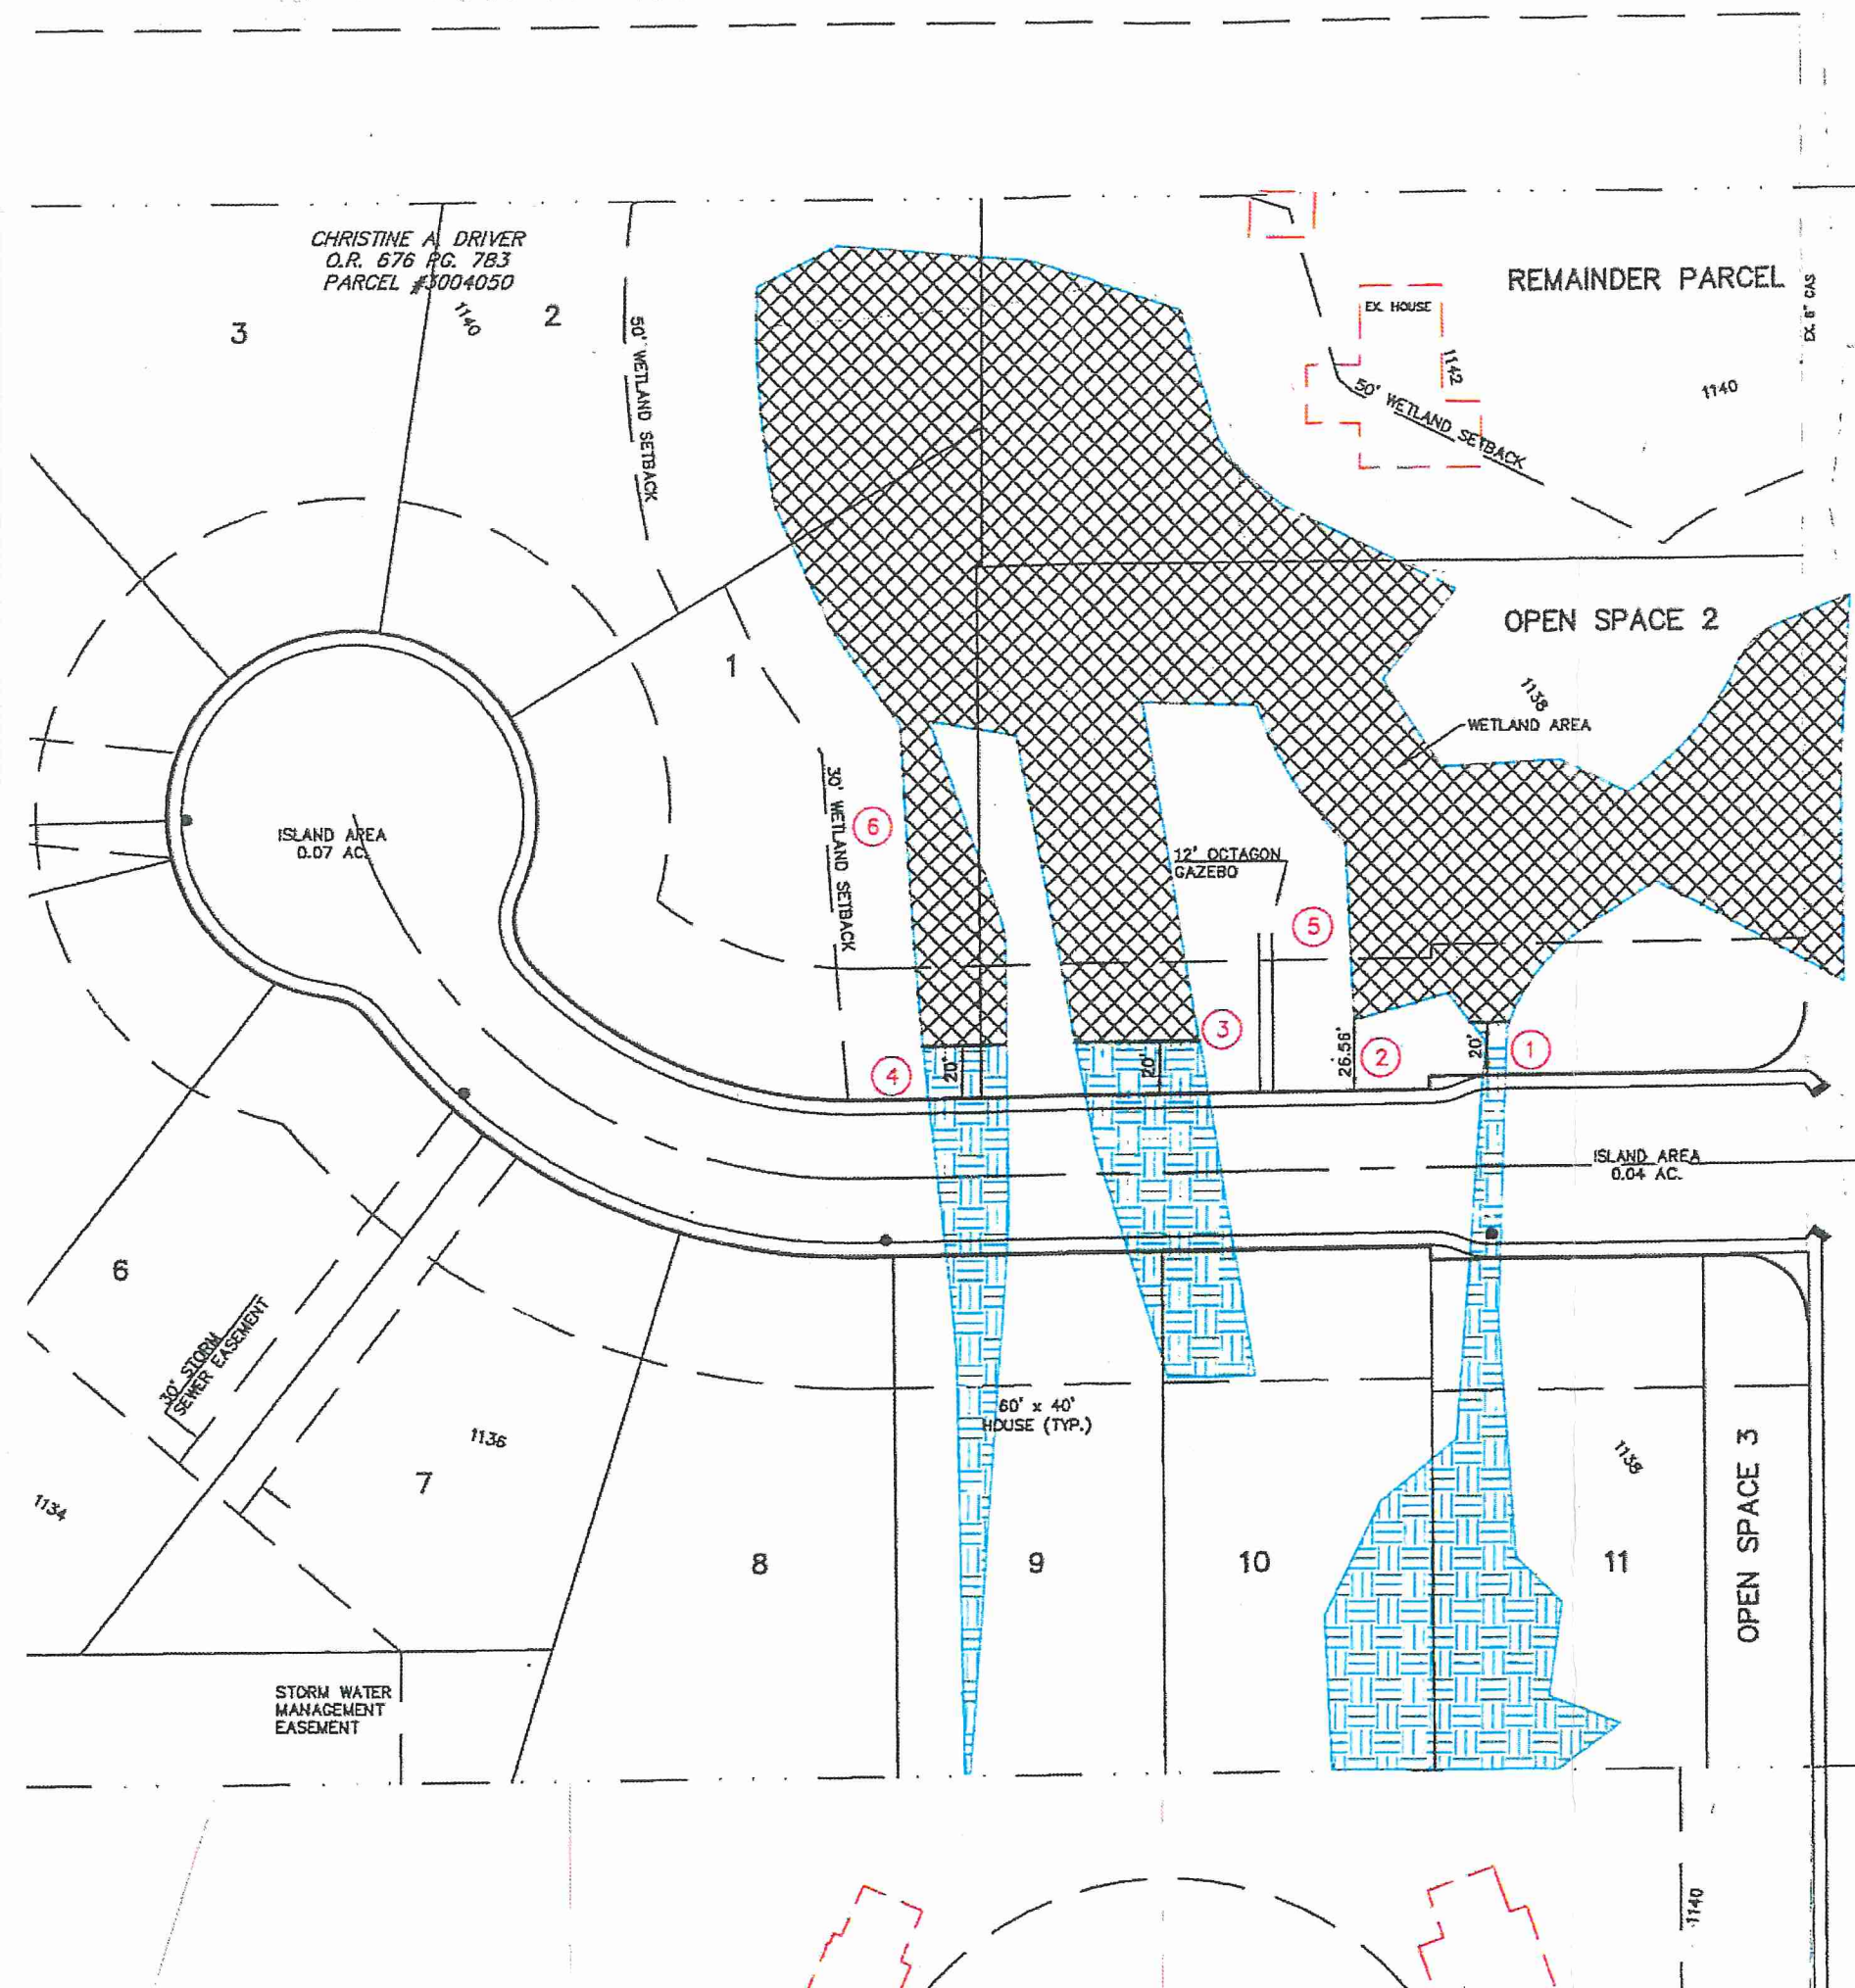 CHRISTINE A. DRIVER
O.R. 676 PG. 783
PARCEL #3004050
REMAINDER PARCEL
EX. HOUSE
EX. 8" GAS
3
1140
2
50' WETLAND SETBACK
1142
50' WETLAND SETBACK
1140
1
OPEN SPACE 2
1138
WETLAND AREA
ISLAND AREA
0.07 AC.
30' WETLAND SETBACK
6
12' OCTAGON
GAZEBO
5
4
20'
20'
3
26.56'
2
20'
1
ISLAND AREA
0.04 AC.
6
30' STORM
SEWER EASEMENT
1136
7
1134
60' x 40'
HOUSE (TYP.)
8
9
10
1138
11
OPEN SPACE 3
STORM WATER
MANAGEMENT
EASEMENT
1140